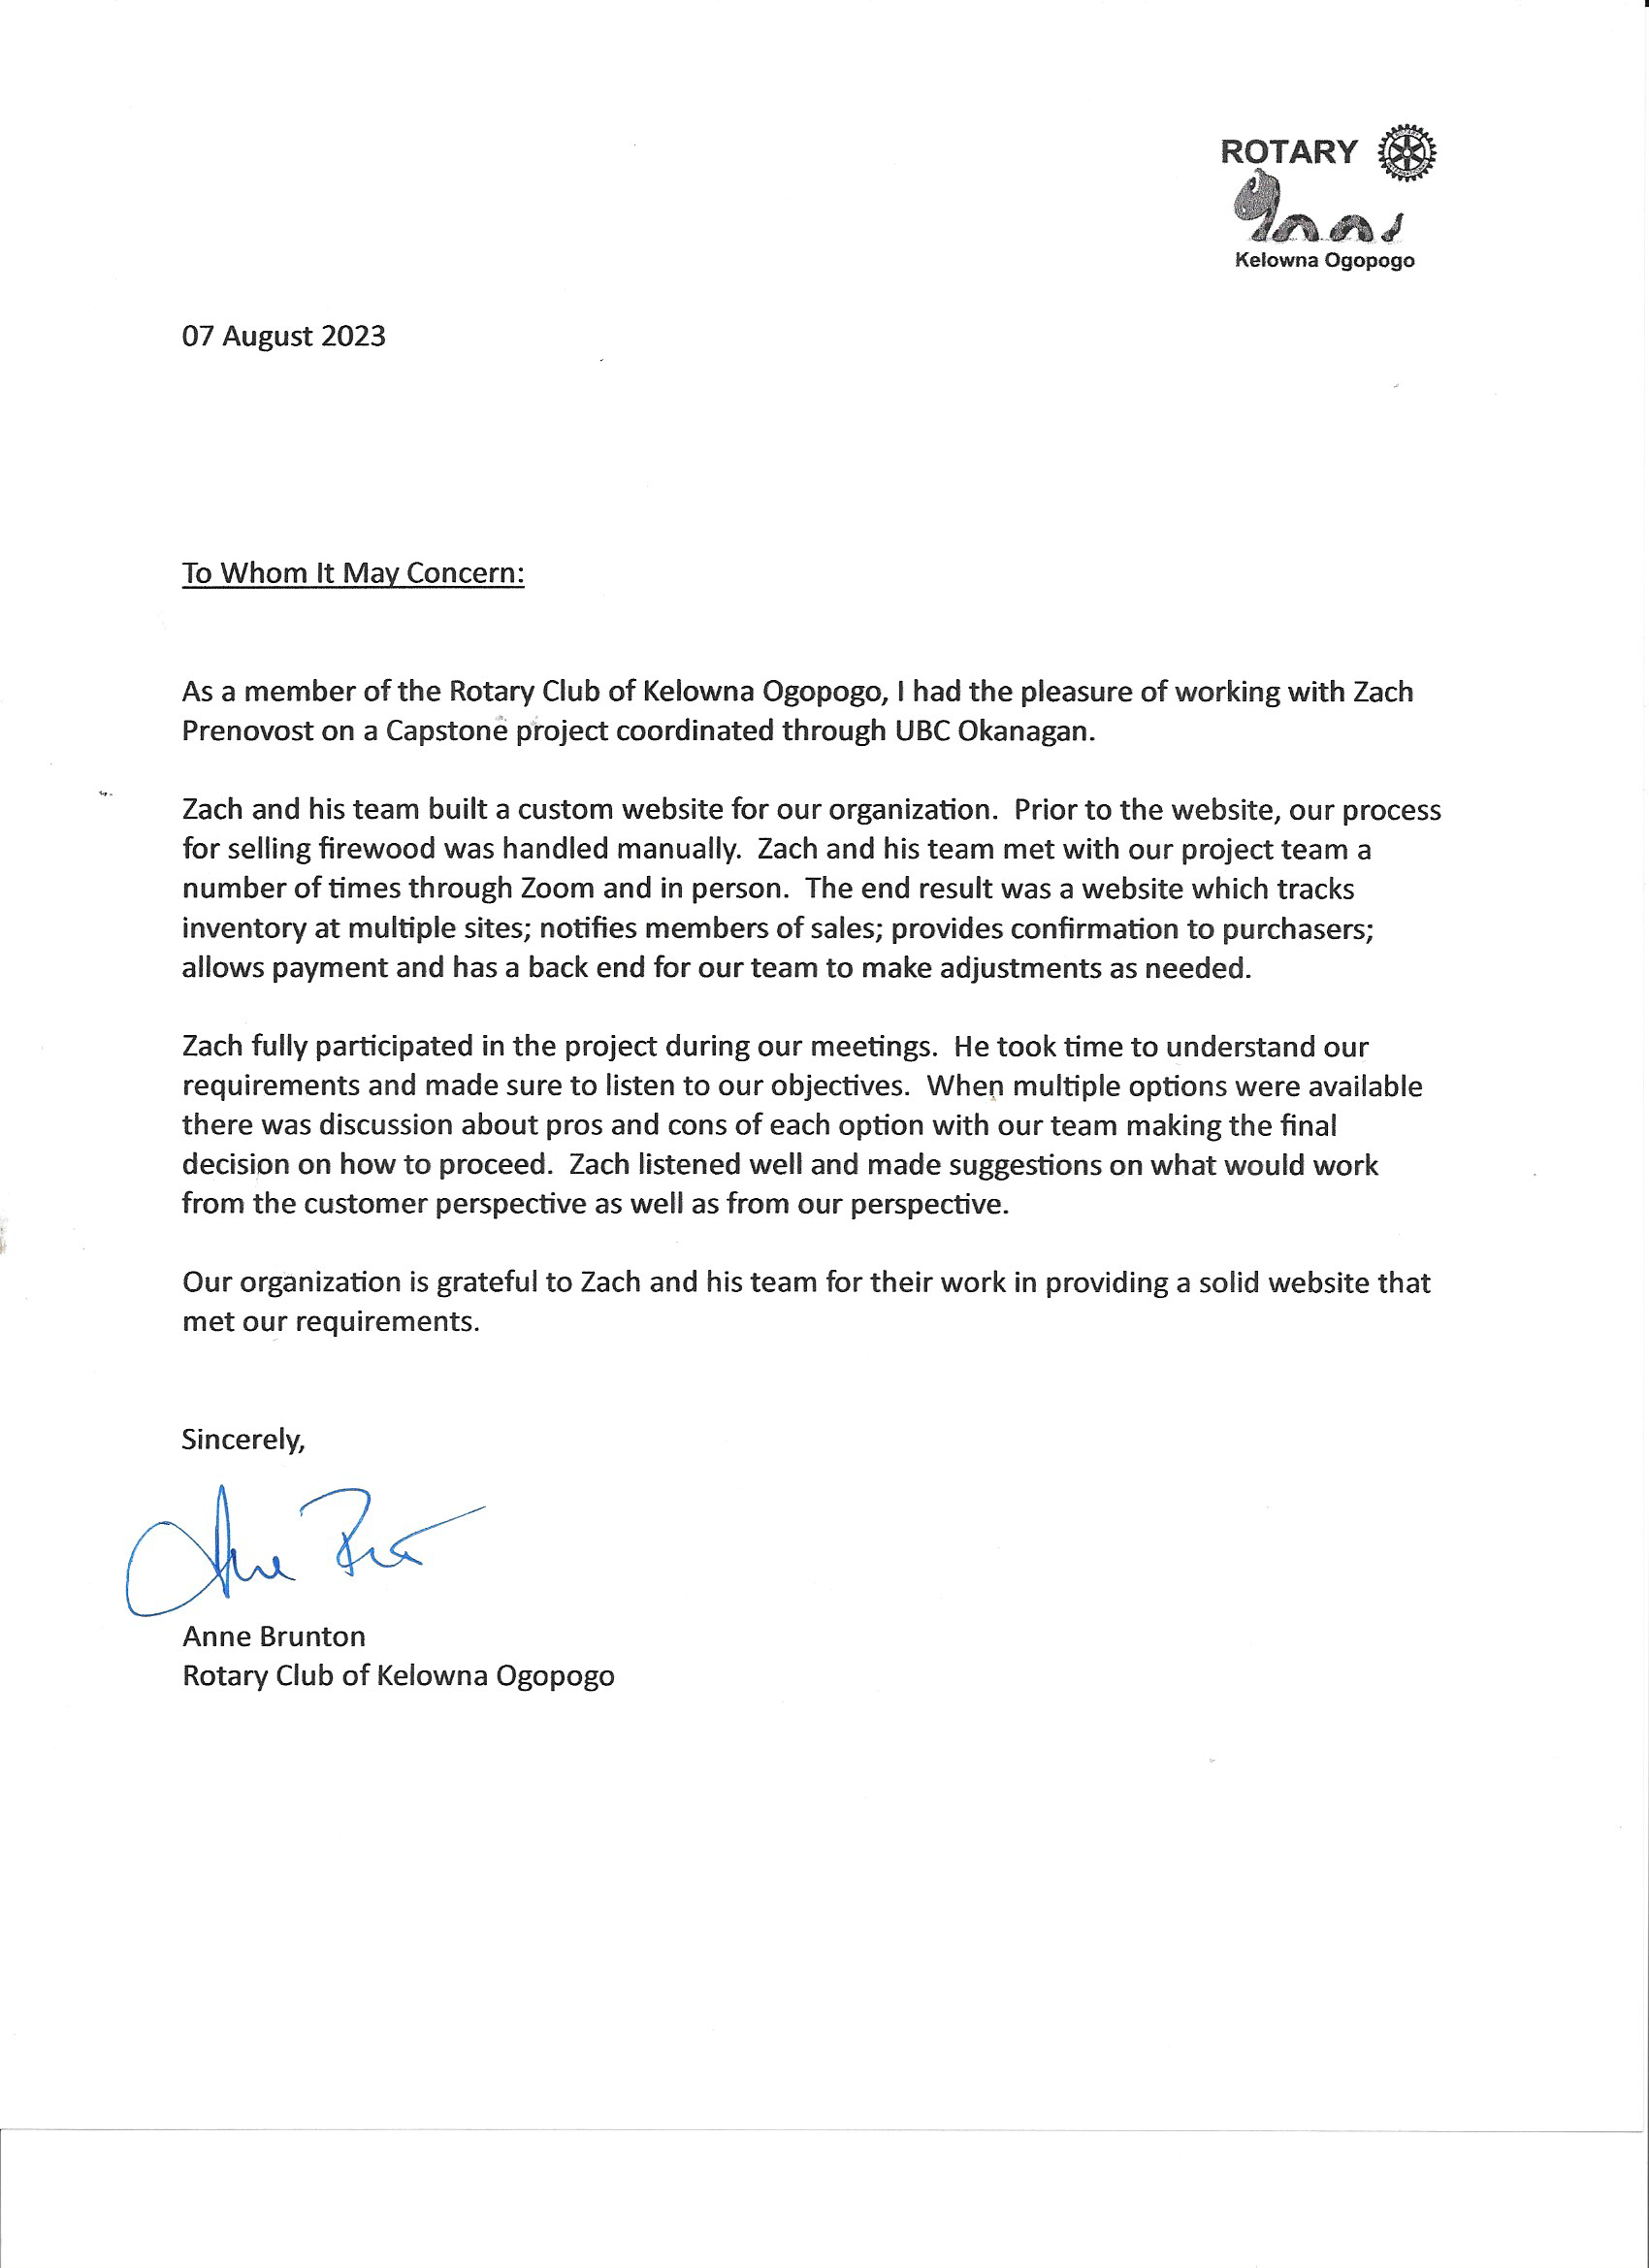 ROTARY
Kelowna Ogopogo
07 August 2023
To Whom It May Concern:
As a member of the Rotary Club of Kelowna Ogopogo, I had the pleasure of working with Zach
Prenovost on a Capstone project coordinated through UBC Okanagan.
Zach and his team built a custom website for our organization.  Prior to the website, our process
for selling firewood was handled manually.  Zach and his team met with our project team a
number of times through Zoom and in person.  The end result was a website which tracks
inventory at multiple sites; notifies members of sales; provides confirmation to purchasers;
allows payment and has a back end for our team to make adjustments as needed.
Zach fully participated in the project during our meetings.  He took time to understand our
requirements and made sure to listen to our objectives.  When multiple options were available
there was discussion about pros and cons of each option with our team making the final
decision on how to proceed.  Zach listened well and made suggestions on what would work
from the customer perspective as well as from our perspective.
Our organization is grateful to Zach and his team for their work in providing a solid website that
met our requirements.
Sincerely,
Anne Brunton
Rotary Club of Kelowna Ogopogo